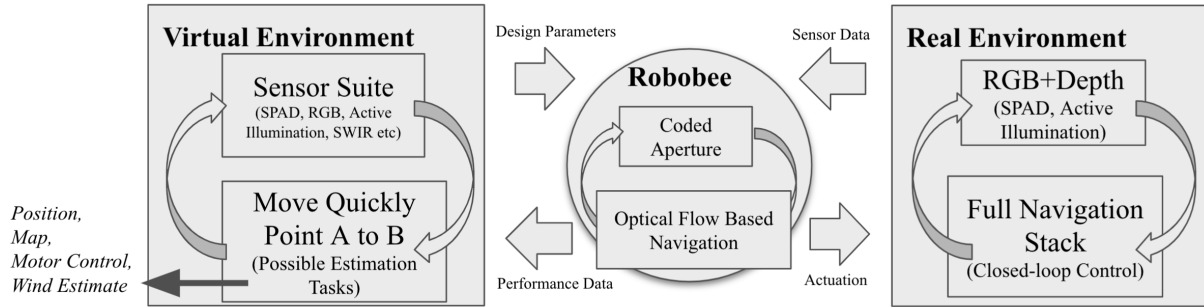 Virtual Environment
Sensor Suite
(SPAD, RGB, Active
Illumination, SWIR etc)
Move Quickly
Point A to B
(Possible Estimation
Tasks)
Position,
Map,
Motor Control,
Wind Estimate
Design Parameters
Sensor Data
Robobee
Coded
Aperture
Optical Flow Based
Navigation
Performance Data
Actuation
Real Environment
RGB+Depth
(SPAD, Active
Illumination)
Full Navigation
Stack
(Closed-loop Control)